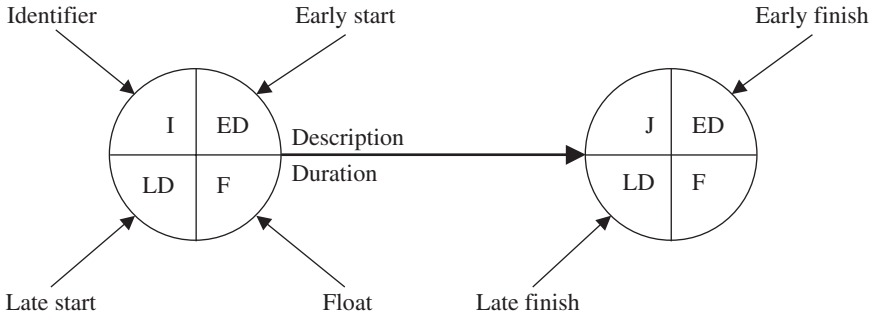 Identifier
Early start
Early finish
I
ED
J
ED
Description
Duration
LD
F
LD
F
Late start
Float
Late finish